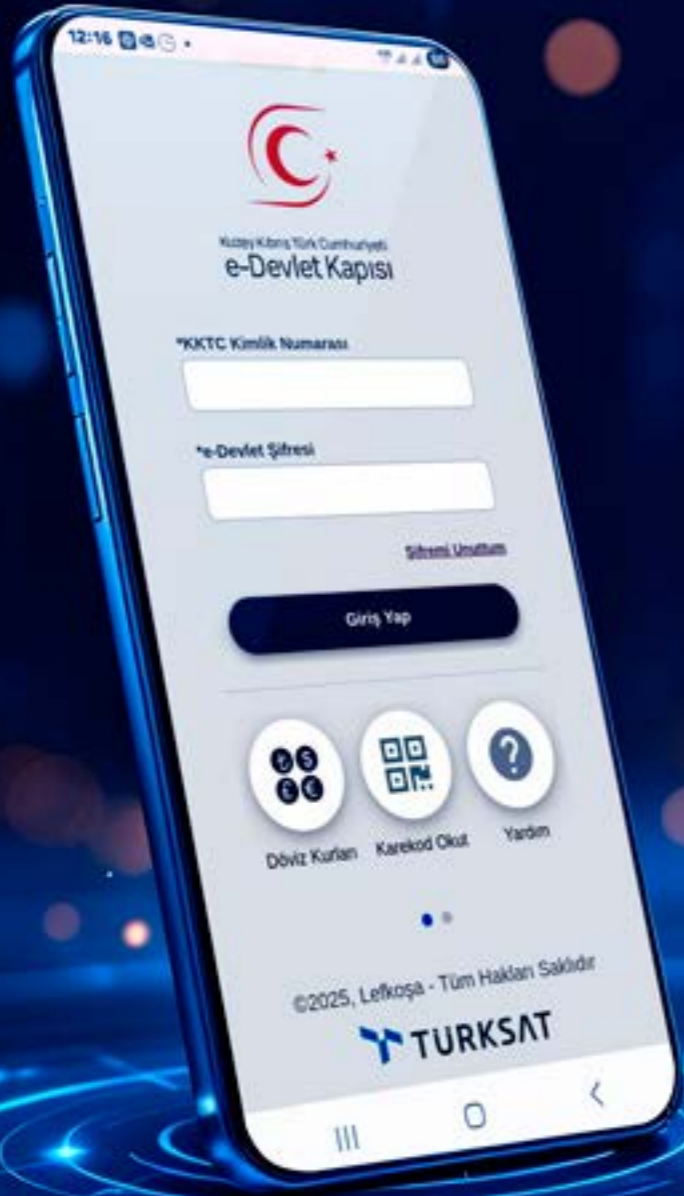 12:16
Kuzey Kıbrıs Türk Cumhuriyeti
e-Devlet Kapısı
*KKTC Kimlik Numarası
*e-Devlet Şifresi
Şifremi Unuttum
Giriş Yap
Döviz Kurları Karekod Okut Yardım
©2025, Lefkoşa - Tüm Hakları Saklıdır
TÜRKSAT